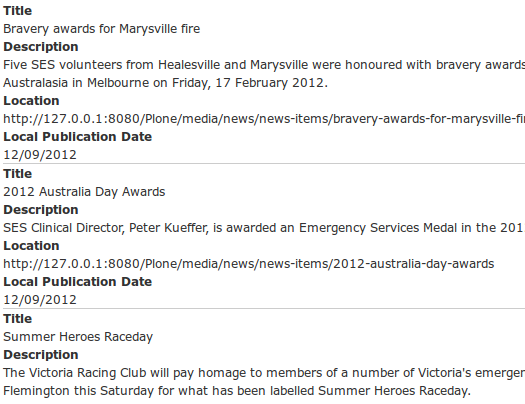 Title
Bravery awards for Marysville fire
Description
Five SES volunteers from Healesville and Marysville were honoured with bravery awards
Australasia in Melbourne on Friday, 17 February 2012.
Location
http://127.0.0.1:8080/Plone/media/news/news-items/bravery-awards-for-marysville-fi
Local Publication Date
12/09/2012
Title
2012 Australia Day Awards
Description
SES Clinical Director, Peter Kueffer, is awarded an Emergency Services Medal in the 201
Location
http://127.0.0.1:8080/Plone/media/news/news-items/2012-australia-day-awards
Local Publication Date
12/09/2012
Title
Summer Heroes Raceday
Description
The Victoria Racing Club will pay homage to members of a number of Victoria's emerger
Flemington this Saturday for what has been labelled Summer Heroes Raceday.